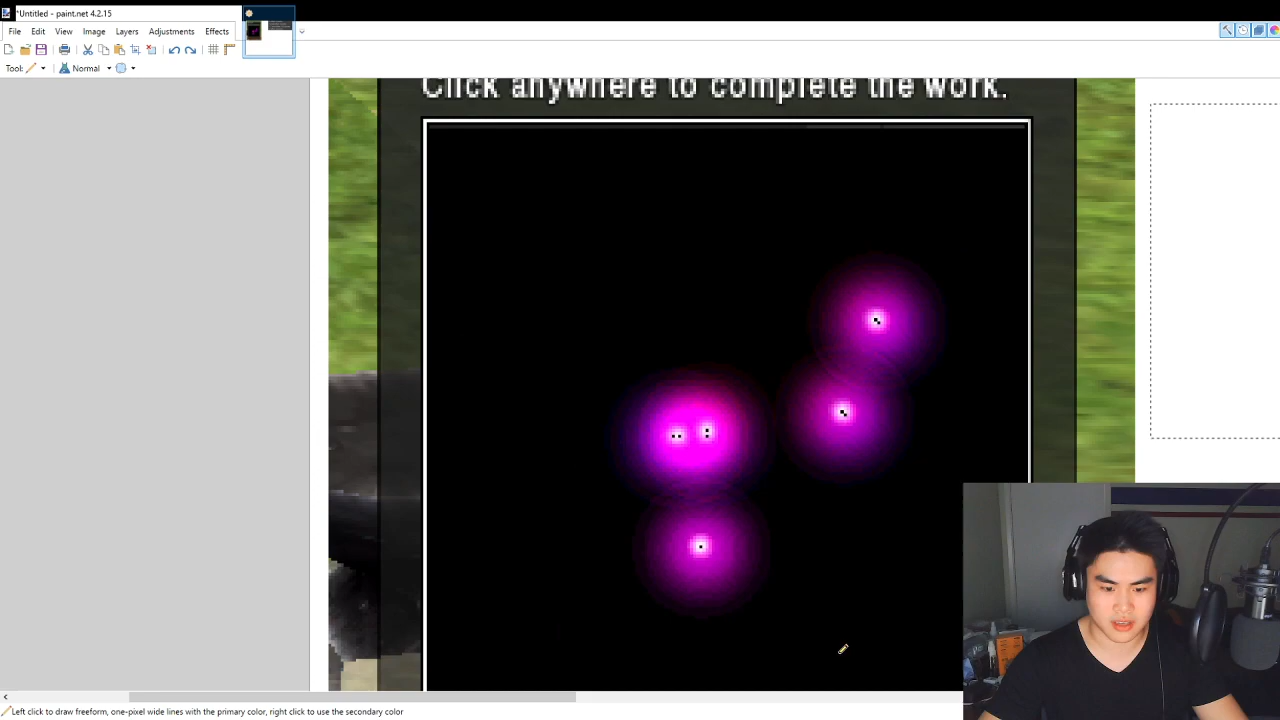 *Untitled - paint.net 4.2.15
File Edit View Image Layers Adjustments Effects
Tool: Normal
Click anywhere to complete the work.
Left click to draw freeform, one-pixel wide lines with the primary color, right click to use the secondary color